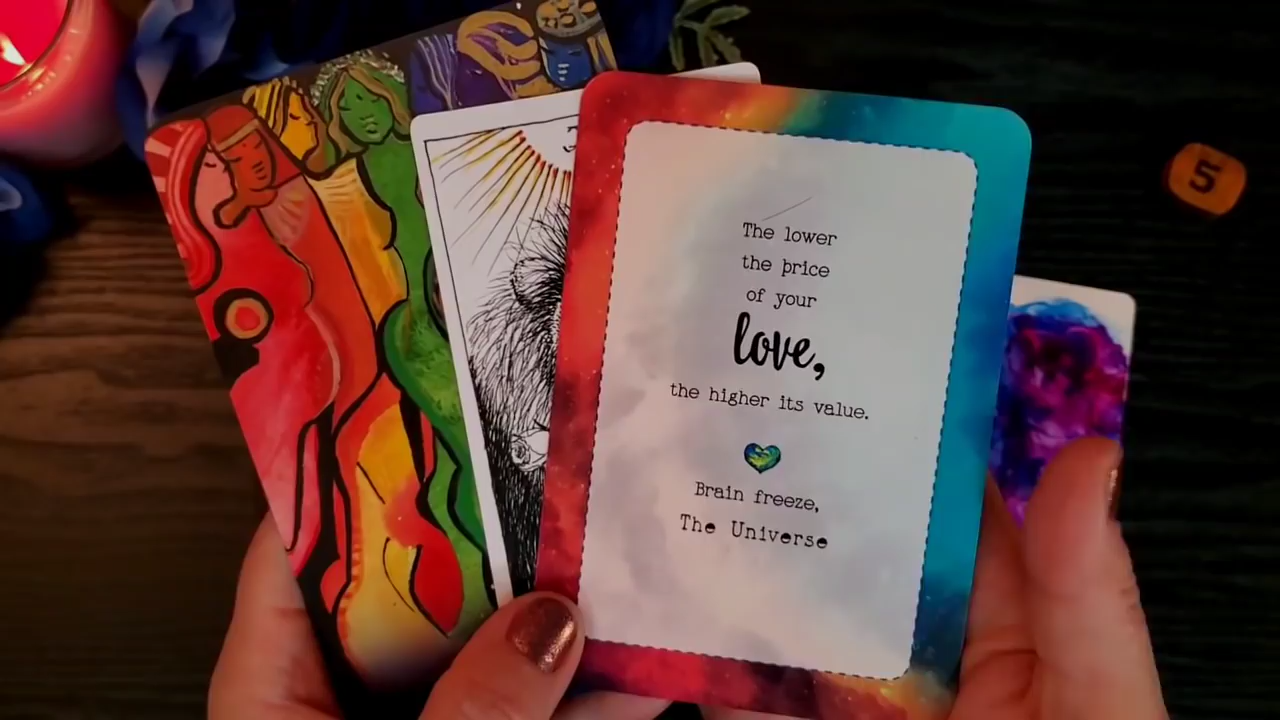 The lower
the price
of your
love,
the higher its value.
Brain freeze,
The Universe
5